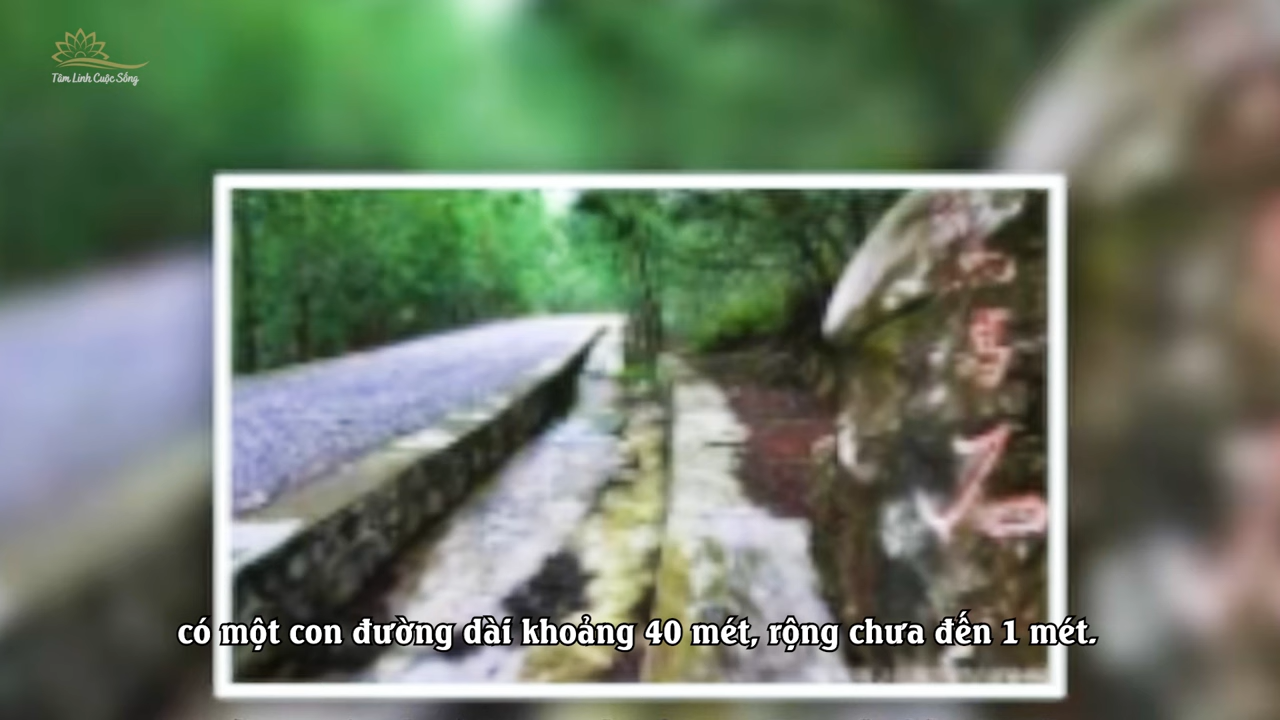 Tâm Linh Cuộc Sống
có một con đường dài khoảng 40 mét, rộng chưa đến 1 mét.